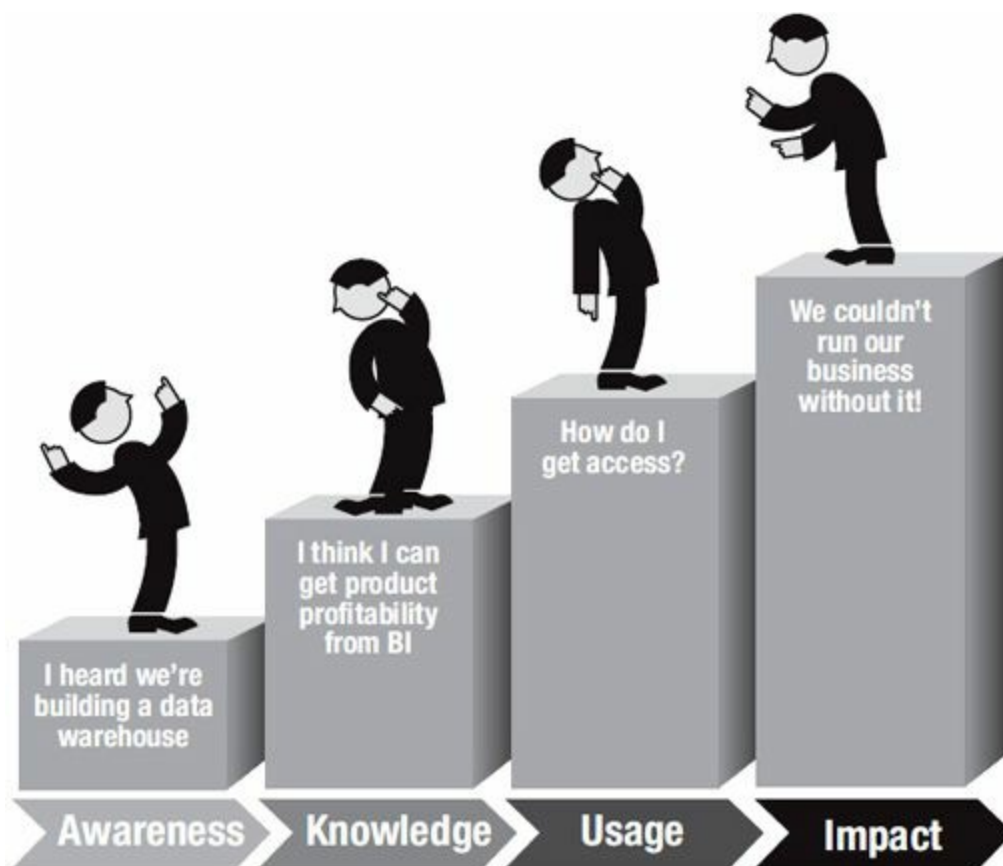 I heard we're
building a data
warehouse
I think I can
get product
profitability
from BI
How do I
get access?
We couldn't
run our
business
without it!
Awareness
Knowledge
Usage
Impact